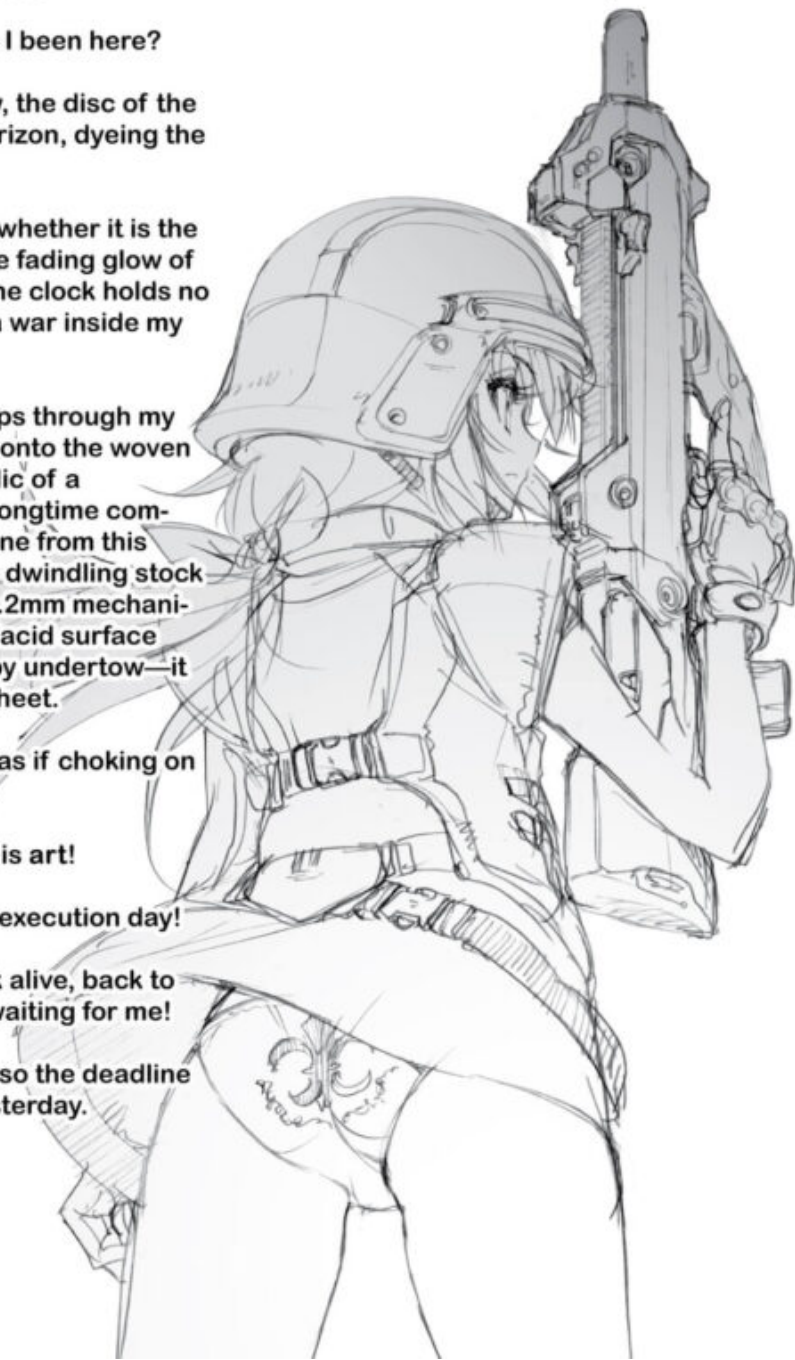 I been here?
, the disc of the
rizon, dyeing the
whether it is the
e fading glow of
he clock holds no
a war inside my
ps through my
onto the woven
lic of a
ongtime com-
ne from this
dwindling stock
.2mm mechani-
acid surface
by undertow—it
heet.
as if choking on
is art!
execution day!
k alive, back to
waiting for me!
so the deadline
sterday.